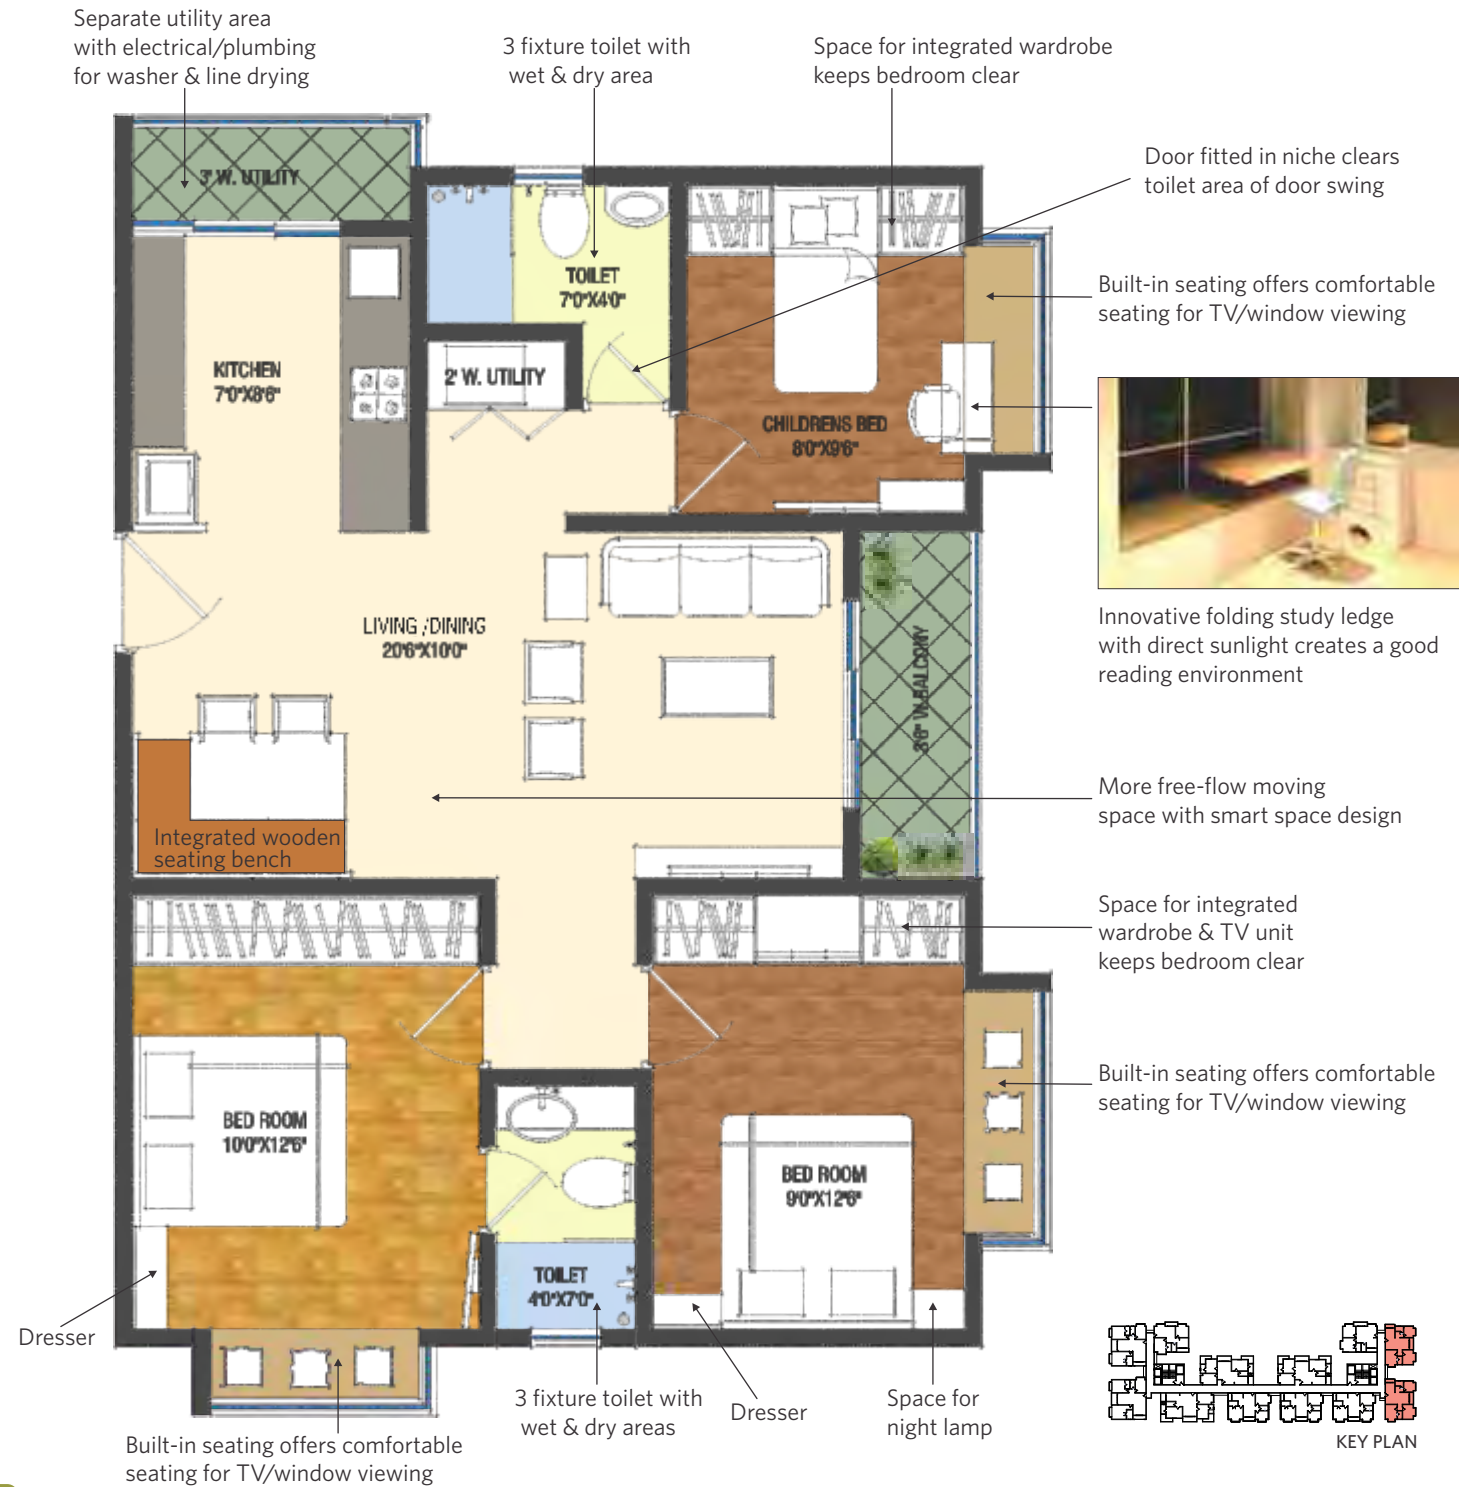 Separate utility area
with electrical/plumbing
for washer & line drying
3 fixture toilet with
wet & dry area
Space for integrated wardrobe
keeps bedroom clear
Door fitted in niche clears
toilet area of door swing
3' W. UTILITY
TOILET
7'0"X4'0"
Built-in seating offers comfortable
seating for TV/window viewing
KITCHEN
7'0"X8'6"
2' W. UTILITY
CHILDRENS BED
8'0"X9'6"
Innovative folding study ledge
with direct sunlight creates a good
reading environment
LIVING /DINING
20'6"X10'0"
3'6" W.BALCONY
More free-flow moving
space with smart space design
Integrated wooden
seating bench
Space for integrated
wardrobe & TV unit
keeps bedroom clear
Built-in seating offers comfortable
seating for TV/window viewing
BED ROOM
10'0"X12'6"
BED ROOM
9'0"X12'6"
TOILET
4'0"X7'0"
Dresser
3 fixture toilet with
wet & dry areas
Dresser
Space for
night lamp
KEY PLAN
Built-in seating offers comfortable
seating for TV/window viewing